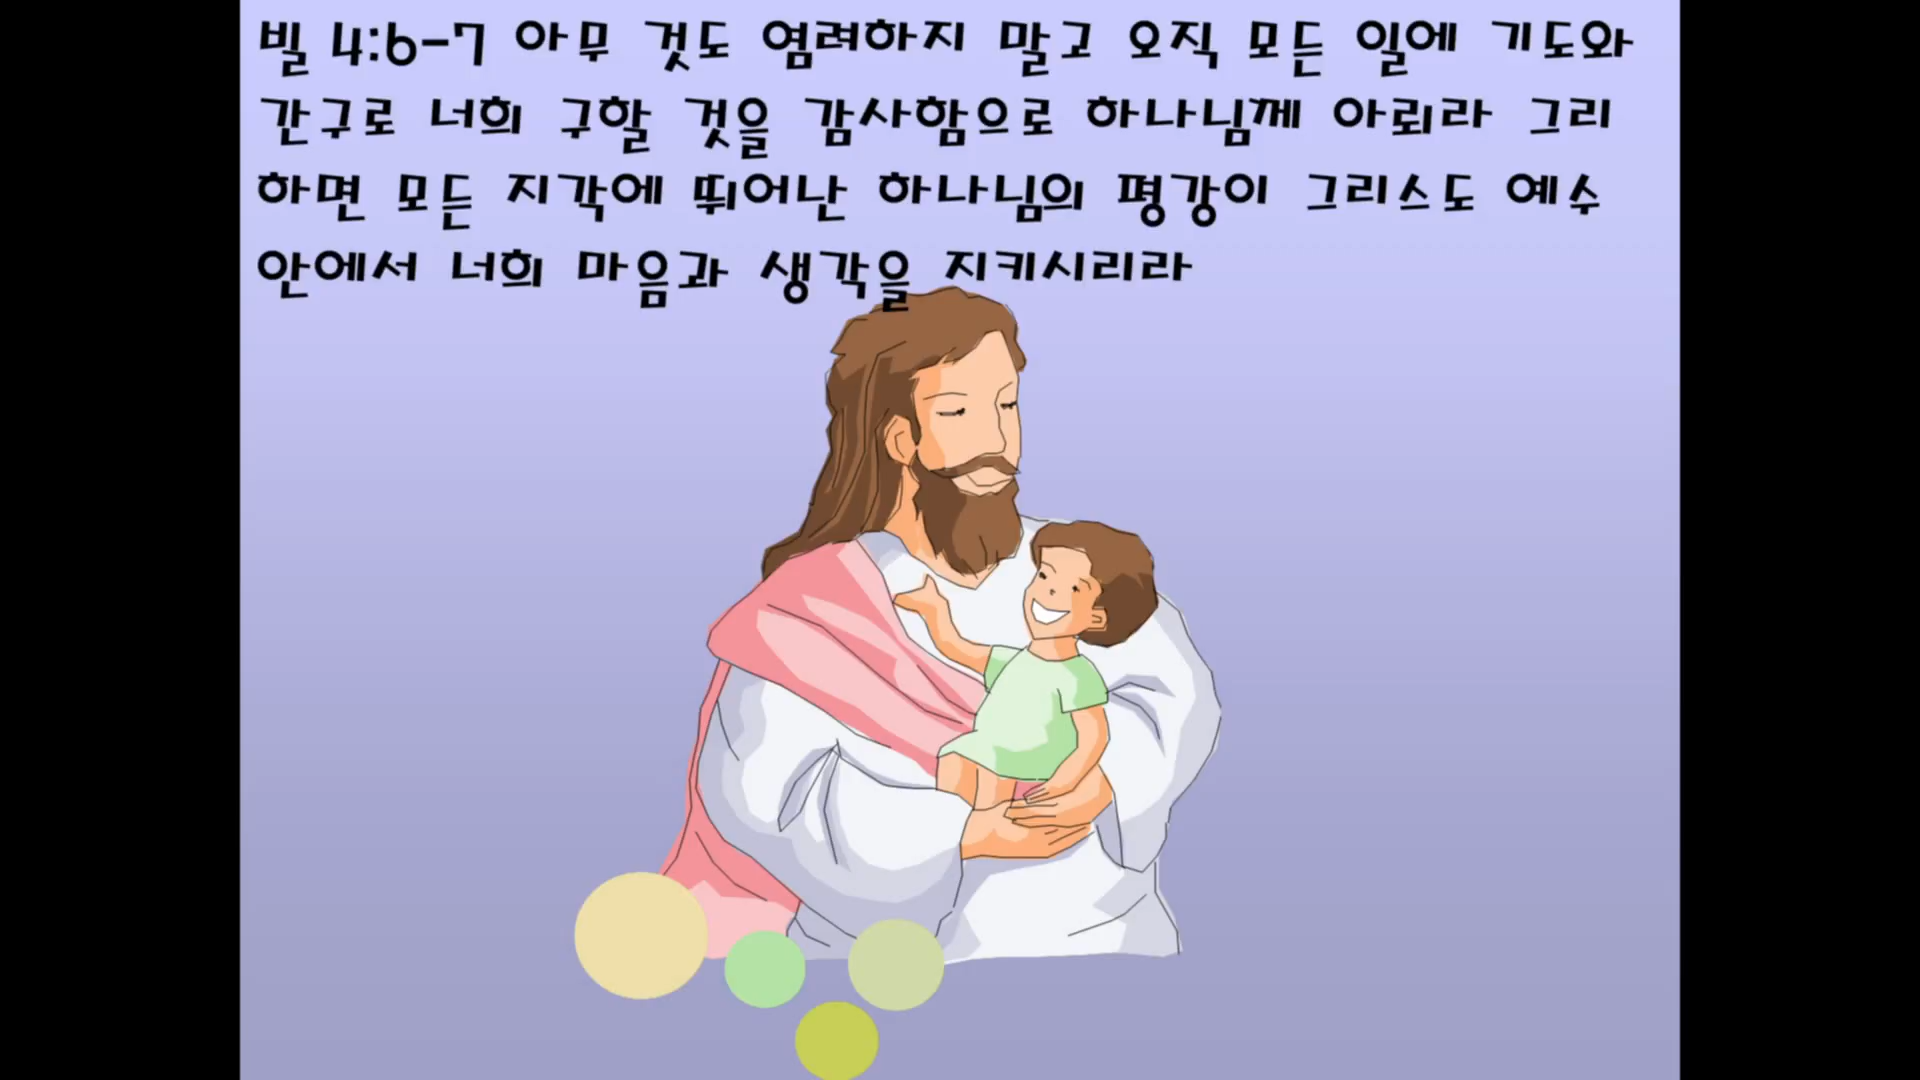 빌 4:6-7 아무 것도 염려하지 말고 오직 모든 일에 기도와
간구로 너희 구할 것을 감사함으로 하나님께 아뢰라 그리
하면 모든 지각에 뛰어난 하나님의 평강이 그리스도 예수
안에서 너희 마음과 생각을 지키시리라